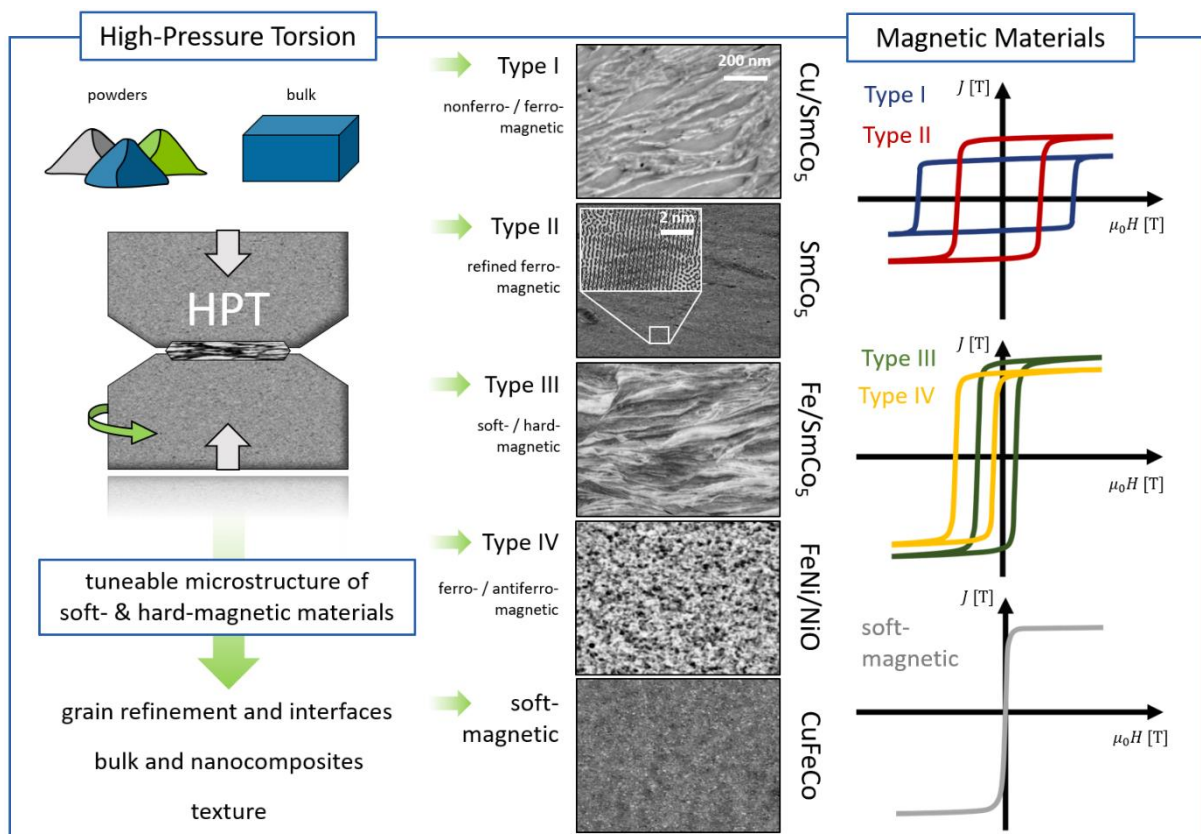 High-Pressure Torsion
powders
bulk
HPT
tuneable microstructure of
soft- & hard-magnetic materials
grain refinement and interfaces
bulk and nanocomposites
texture
Type I
nonferro- / ferro-
magnetic
200 nm
Cu/SmCo₅
Type II
refined ferro-
magnetic
2 nm
SmCo₅
Type III
soft- / hard-
magnetic
Fe/SmCo₅
Type IV
ferro- / antiferro-
magnetic
FeNi/NiO
soft-
magnetic
CuFeCo
Magnetic Materials
J [T]
Type I
Type II
μ₀H [T]
J [T]
Type III
Type IV
μ₀H [T]
J [T]
soft-
magnetic
μ₀H [T]